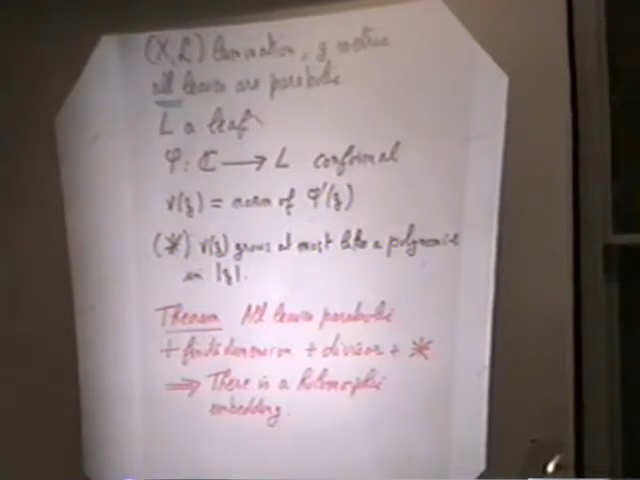 (X, L) Lamination, g metric
all leaves are parabolic
L a leaf
φ : ℂ ⟶ L conformal
v(z) = norm of φ'(z)
(*) v(z) grows at most like a polynomial
in |z|.
Theorem All leaves parabolic
+ finite dimension + divisor + *
⟹ There is a holomorphic
embedding.